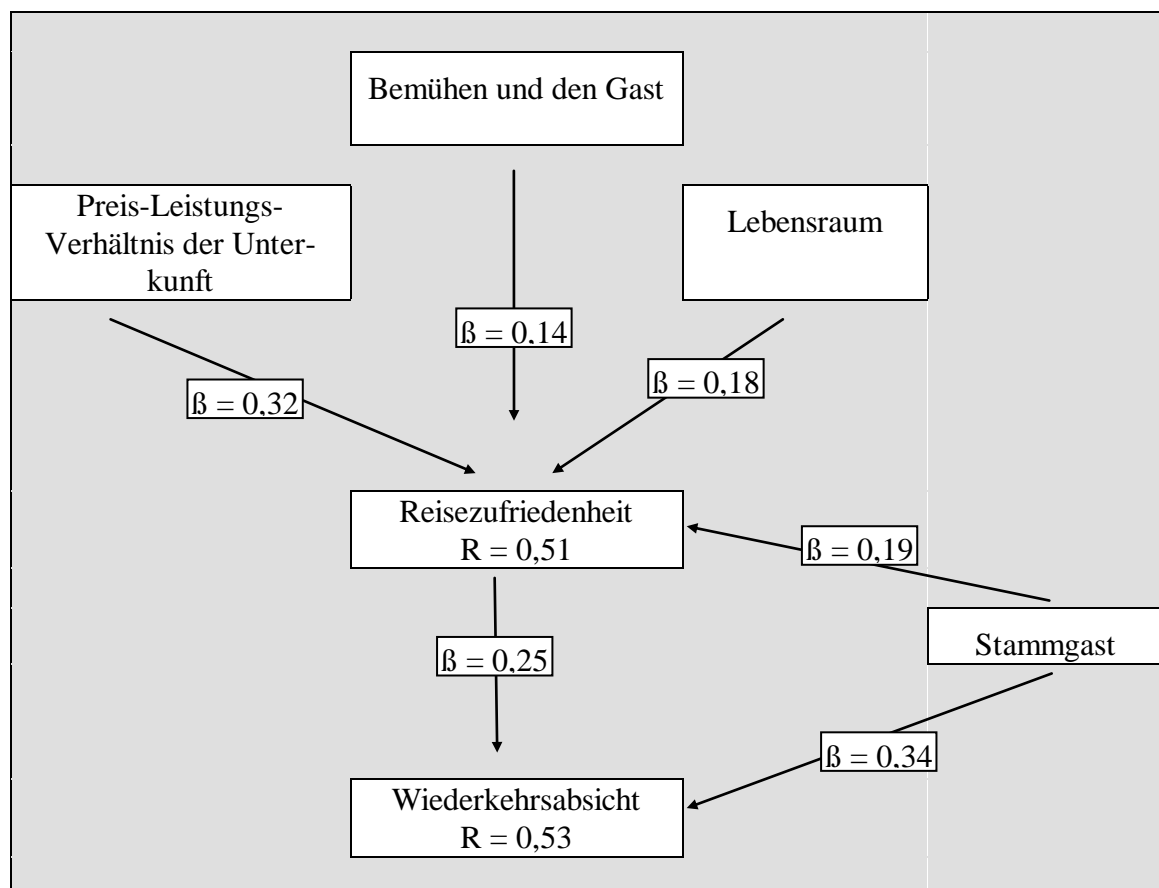 Bemühen und den Gast
Preis-Leistungs-
Verhältnis der Unter-
kunft
Lebensraum
ß = 0,14
ß = 0,18
ß = 0,32
Reisezufriedenheit
R = 0,51
ß = 0,19
Stammgast
ß = 0,25
ß = 0,34
Wiederkehrsabsicht
R = 0,53